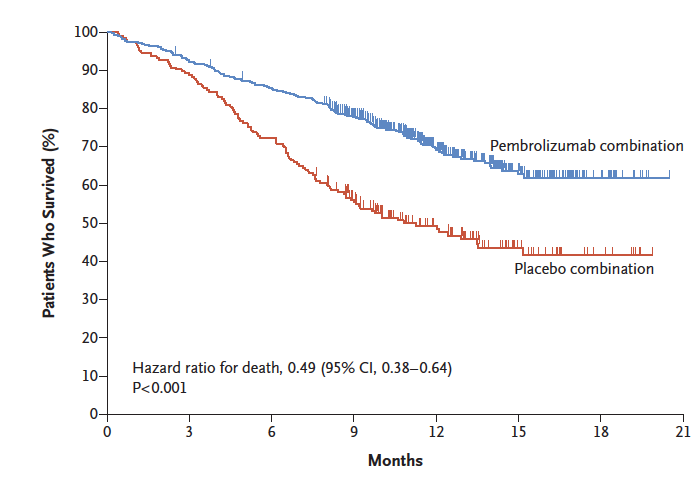 Patients Who Survived (%)
100
90
80
70
60
50
40
30
20
10
0
Pembrolizumab combination
Placebo combination
Hazard ratio for death, 0.49 (95% CI, 0.38–0.64)
P<0.001
0 3 6 9 12 15 18 21
Months